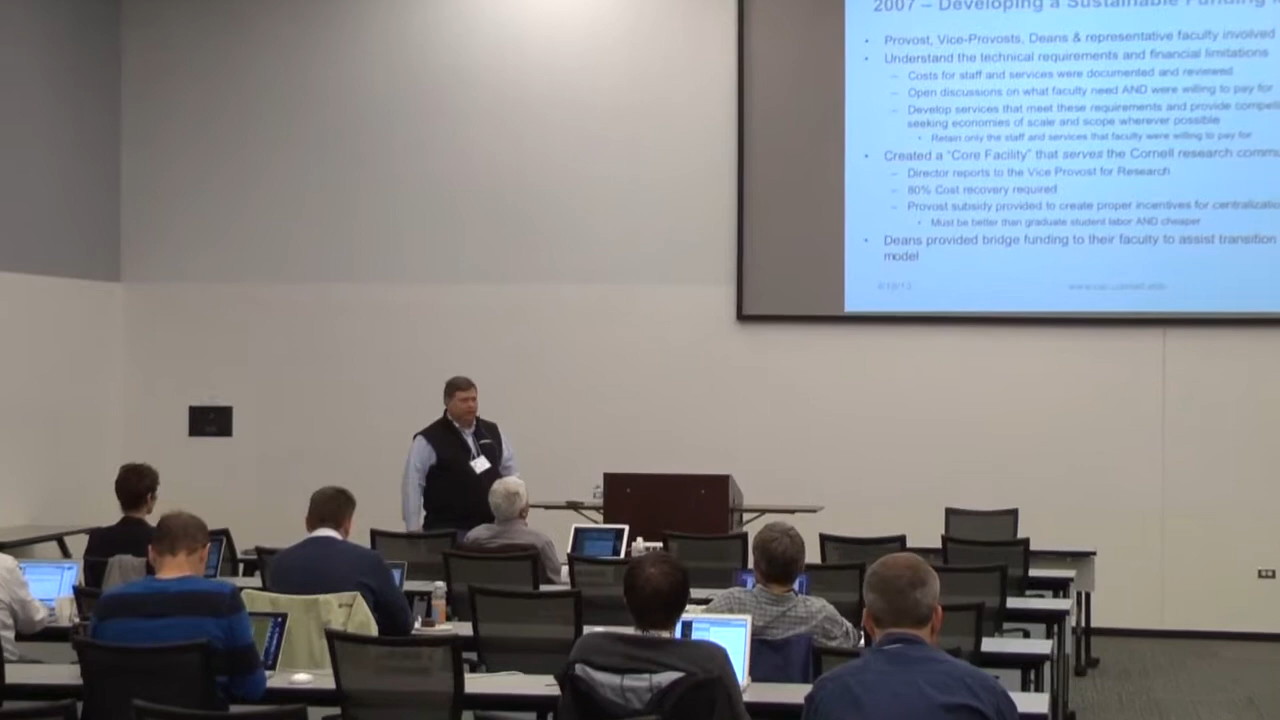 2007 – Developing a Sustainable Funding
• Provost, Vice-Provosts, Deans & representative faculty involved
• Understand the technical requirements and financial limitations
– Costs for staff and services were documented and reviewed
– Open discussions on what faculty need AND were willing to pay for
– Develop services that meet these requirements and provide
seeking economies of scale and scope wherever possible
• Retain only the staff and services that faculty were willing to pay for
• Created a "Core Facility" that serves the Cornell research
– Director reports to the Vice Provost for Research
– 80% Cost recovery required
– Provost subsidy provided to create proper incentives for
• Must be better than graduate student labor AND cheaper
• Deans provided bridge funding to their faculty to assist transition
model